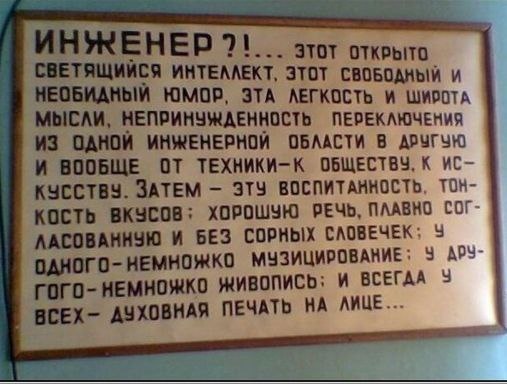 ИНЖЕНЕР?!... ЭТОТ ОТКРЫТО
СВЕТЯЩИЙСЯ ИНТЕЛЛЕКТ, ЭТОТ СВОБОДНЫЙ И
НЕОБИДНЫЙ ЮМОР, ЭТА ЛЕГКОСТЬ И ШИРОТА
МЫСЛИ, НЕПРИНУЖДЕННОСТЬ ПЕРЕКЛЮЧЕНИЯ
ИЗ ОДНОЙ ИНЖЕНЕРНОЙ ОБЛАСТИ В ДРУГУЮ
И ВООБЩЕ ОТ ТЕХНИКИ-К ОБЩЕСТВУ, К ИС-
КУССТВУ. ЗАТЕМ - ЭТУ ВОСПИТАННОСТЬ, ТОН-
КОСТЬ ВКУСОВ: ХОРОШУЮ РЕЧЬ, ПЛАВНО СОГ-
ЛАСОВАННУЮ И БЕЗ СОРНЫХ СЛОВЕЧЕК; У
ОДНОГО-НЕМНОЖКО МУЗИЦИРОВАНИЕ; У ДРУ-
ГОГО-НЕМНОЖКО ЖИВОПИСЬ; И ВСЕГДА У
ВСЕХ- ДУХОВНАЯ ПЕЧАТЬ НА ЛИЦЕ...